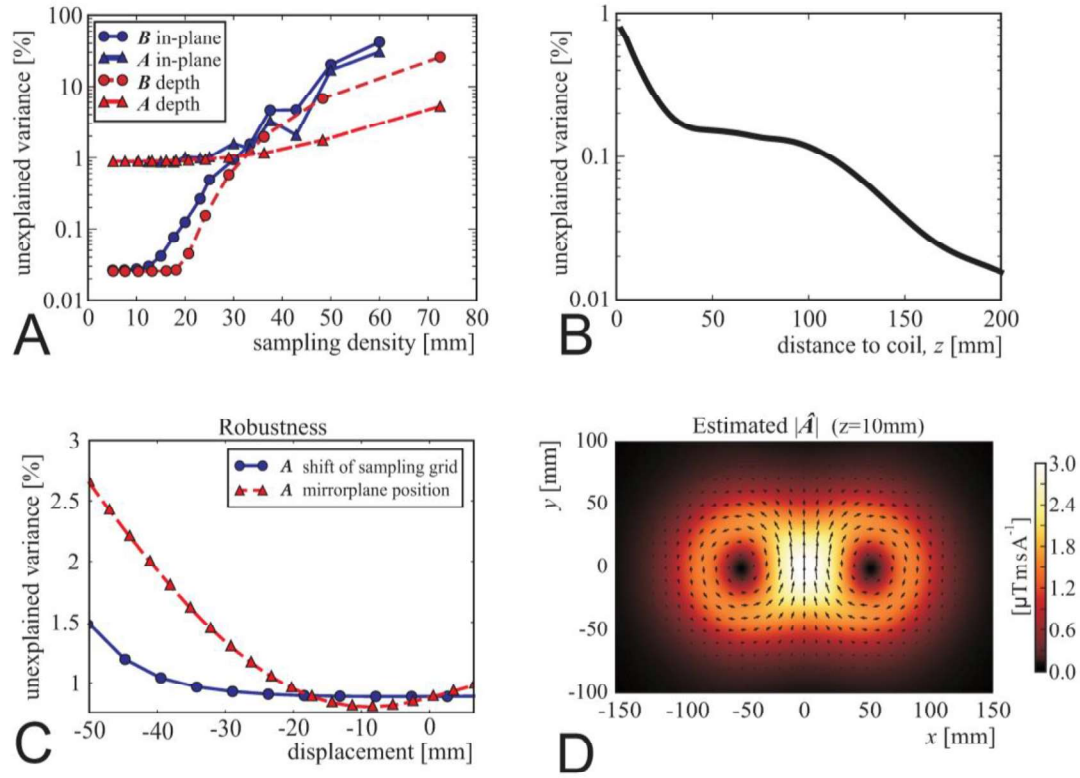 100
10
1
0.1
0.01
unexplained variance [%]
B in-plane
A in-plane
B depth
A depth
0 10 20 30 40 50 60 70 80
sampling density [mm]
A
1
0.1
0.01
unexplained variance [%]
0 50 100 150 200
distance to coil, z [mm]
B
Robustness
3
2.5
2
1.5
1
unexplained variance [%]
A shift of sampling grid
A mirrorplane position
-50 -40 -30 -20 -10 0
displacement [mm]
C
Estimated |Â| (z=10mm)
100
50
0
-50
-100
y [mm]
-150 -100 -50 0 50 100 150
x [mm]
3.0
2.4
1.8
1.2
0.6
0.0
[µTmsA⁻¹]
D